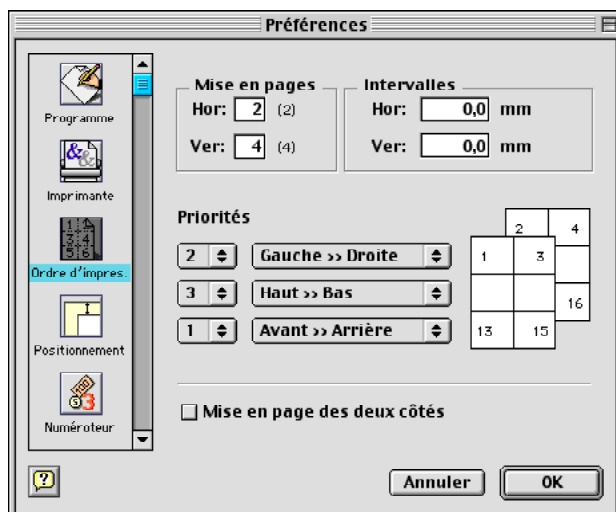 Préférences
Programme
Imprimante
Ordre d'impres.
Positionnement
Numéroteur
Mise en pages
Hor: 2 (2)
Ver: 4 (4)
Intervalles
Hor: 0,0 mm
Ver: 0,0 mm
Priorités
2 Gauche >> Droite
3 Haut >> Bas
1 Avant >> Arrière
2 4
1 3
16
13 15
Mise en page des deux côtés
? Annuler OK